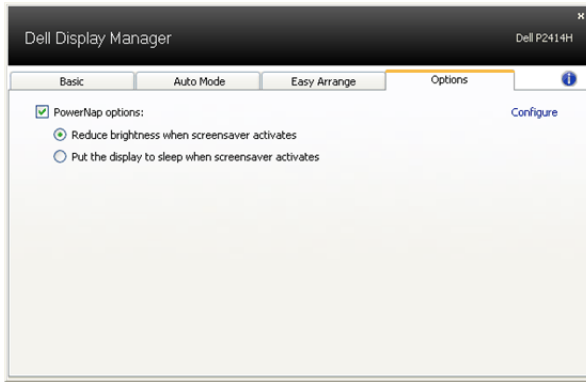 Dell Display Manager
Dell P2414H
Basic
Auto Mode
Easy Arrange
Options
PowerNap options:
Configure
Reduce brightness when screensaver activates
Put the display to sleep when screensaver activates